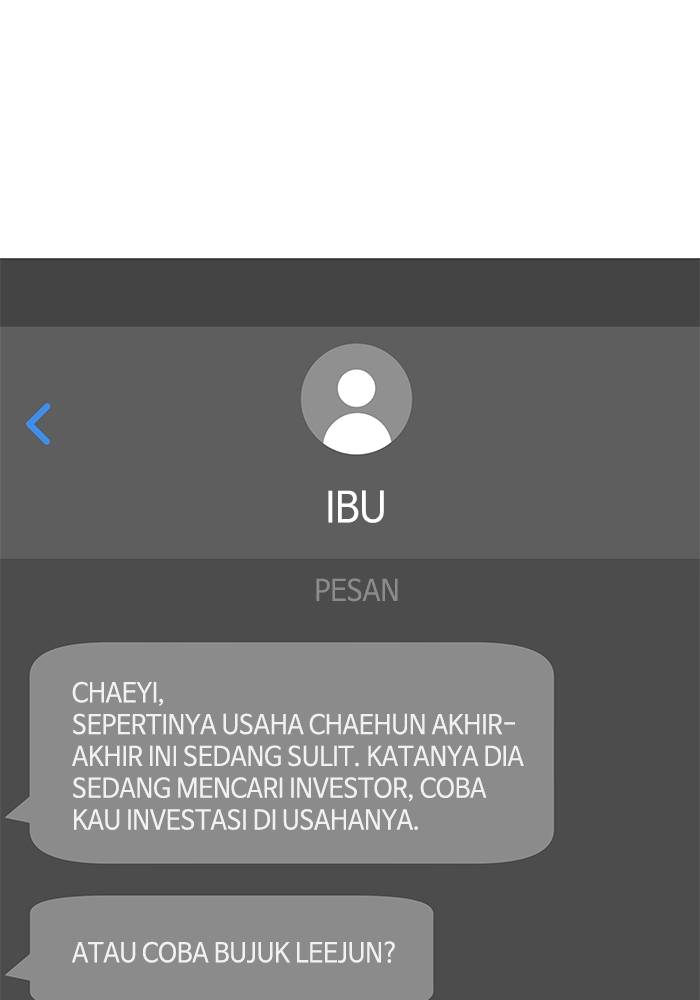 IBU
PESAN
CHAEYI,
SEPERTINYA USAHA CHAEHUN AKHIR-
AKHIR INI SEDANG SULIT. KATANYA DIA
SEDANG MENCARI INVESTOR, COBA
KAU INVESTASI DI USAHANYA.
ATAU COBA BUJUK LEEJUN?